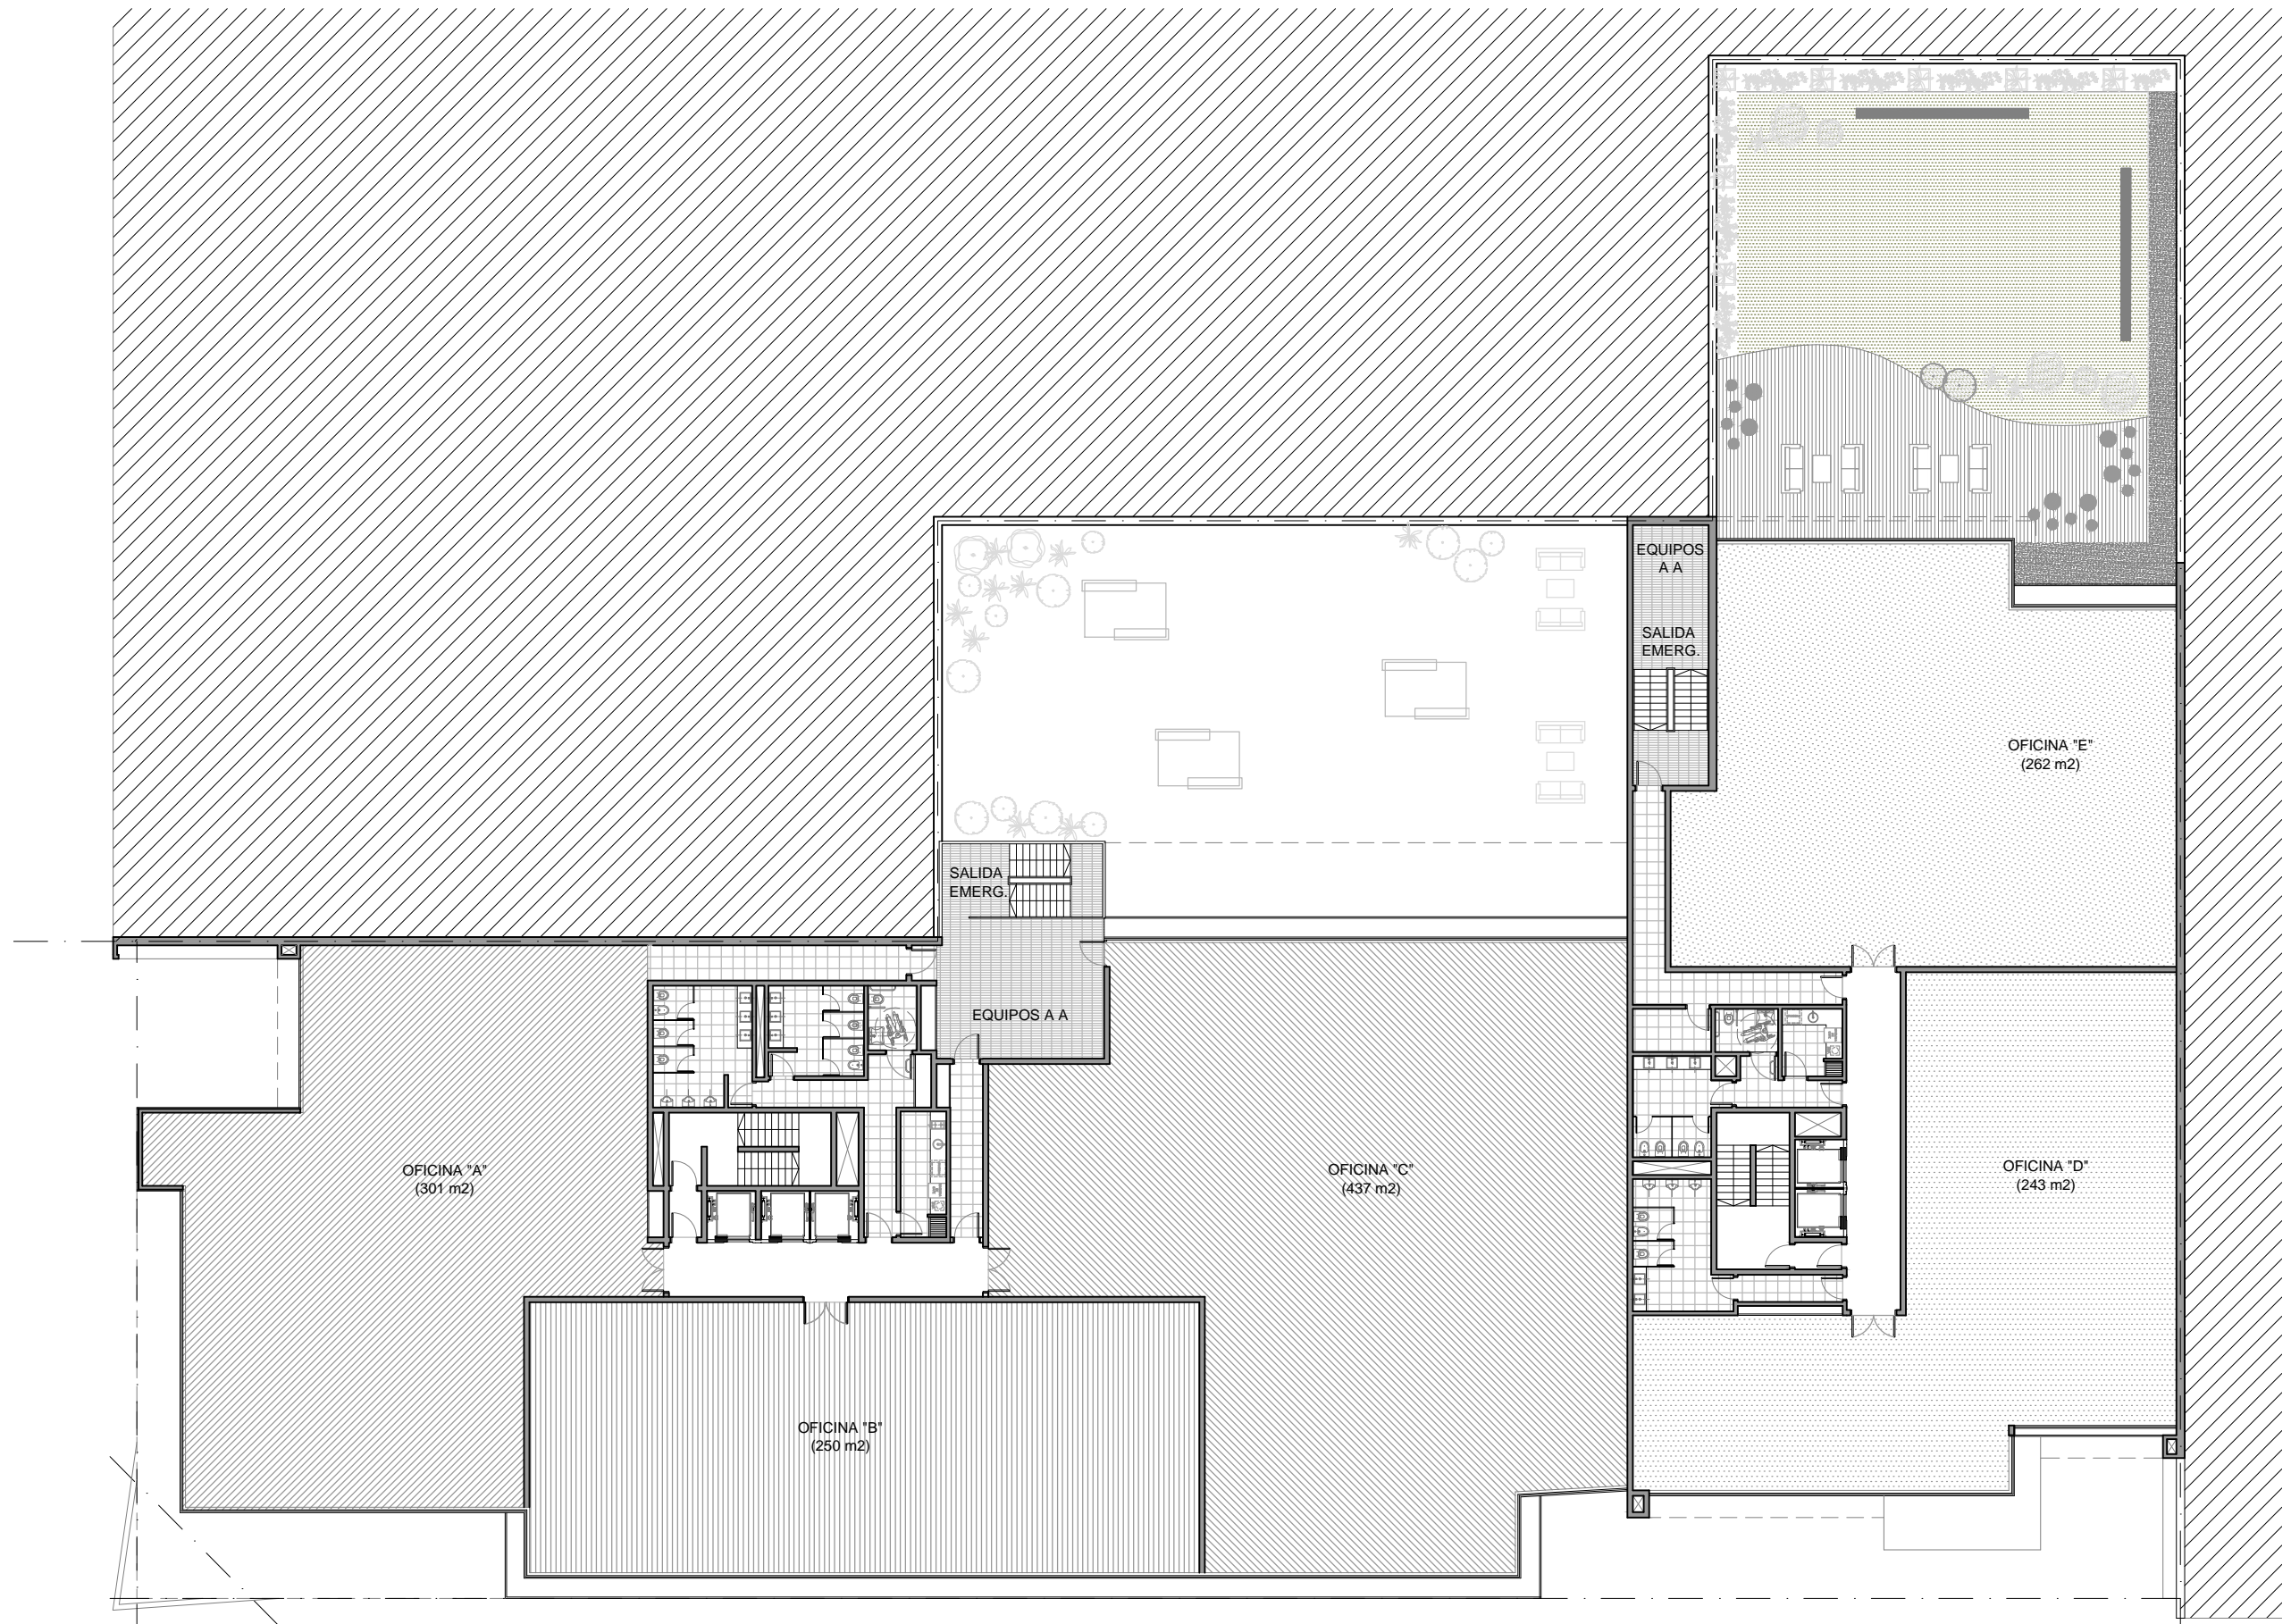 EQUIPOS
A A
SALIDA
EMERG.
OFICINA "E"
(262 m2)
SALIDA
EMERG.
EQUIPOS A A
OFICINA "A"
(301 m2)
OFICINA "C"
(437 m2)
OFICINA "D"
(243 m2)
OFICINA "B"
(250 m2)